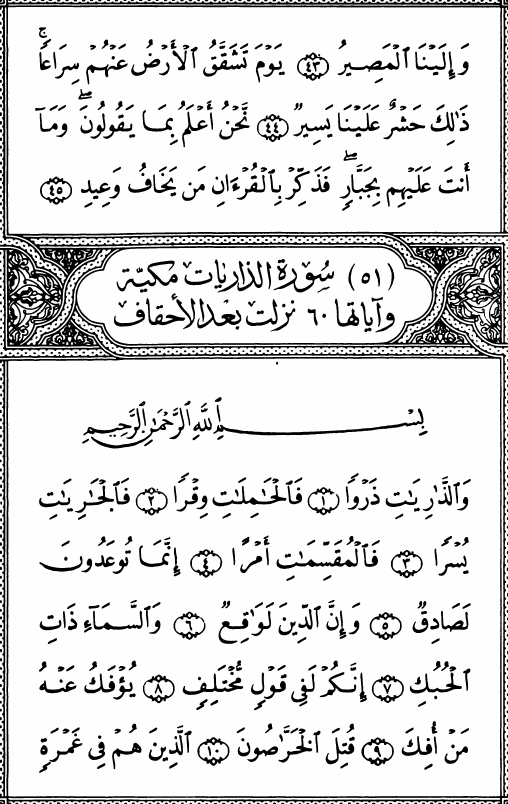 وَإِلَيْنَا ٱلْمَصِيرُ ٤٣ يَوْمَ تَشَقَّقُ ٱلْأَرْضُ عَنْهُمْ سِرَاعًاۚ
ذَٰلِكَ حَشْرٌ عَلَيْنَا يَسِيرٌ ٤٤ نَّحْنُ أَعْلَمُ بِمَا يَقُولُونَۖ وَمَآ
أَنتَ عَلَيْهِم بِجَبَّارٍۖ فَذَكِّرْ بِٱلْقُرْءَانِ مَن يَخَافُ وَعِيدِ ٤٥
(٥١) سُورَة الذاريات مكيّة
وآياتها ٦٠ نزلت بعد الأحقاف
بِسْمِ ٱللَّهِ ٱلرَّحْمَٰنِ ٱلرَّحِيمِ
وَٱلذَّٰرِيَٰتِ ذَرْوًا ١ فَٱلْحَٰمِلَٰتِ وِقْرًا ٢ فَٱلْجَٰرِيَٰتِ
يُسْرًا ٣ فَٱلْمُقَسِّمَٰتِ أَمْرًا ٤ إِنَّمَا تُوعَدُونَ
لَصَادِقٌ ٥ وَإِنَّ ٱلدِّينَ لَوَٰقِعٌ ٦ وَٱلسَّمَآءِ ذَاتِ
ٱلْحُبُكِ ٧ إِنَّكُمْ لَفِي قَوْلٍ مُّخْتَلِفٍ ٨ يُؤْفَكُ عَنْهُ
مَنْ أُفِكَ ٩ قُتِلَ ٱلْخَرَّٰصُونَ ١٠ ٱلَّذِينَ هُمْ فِي غَمْرَةٍ